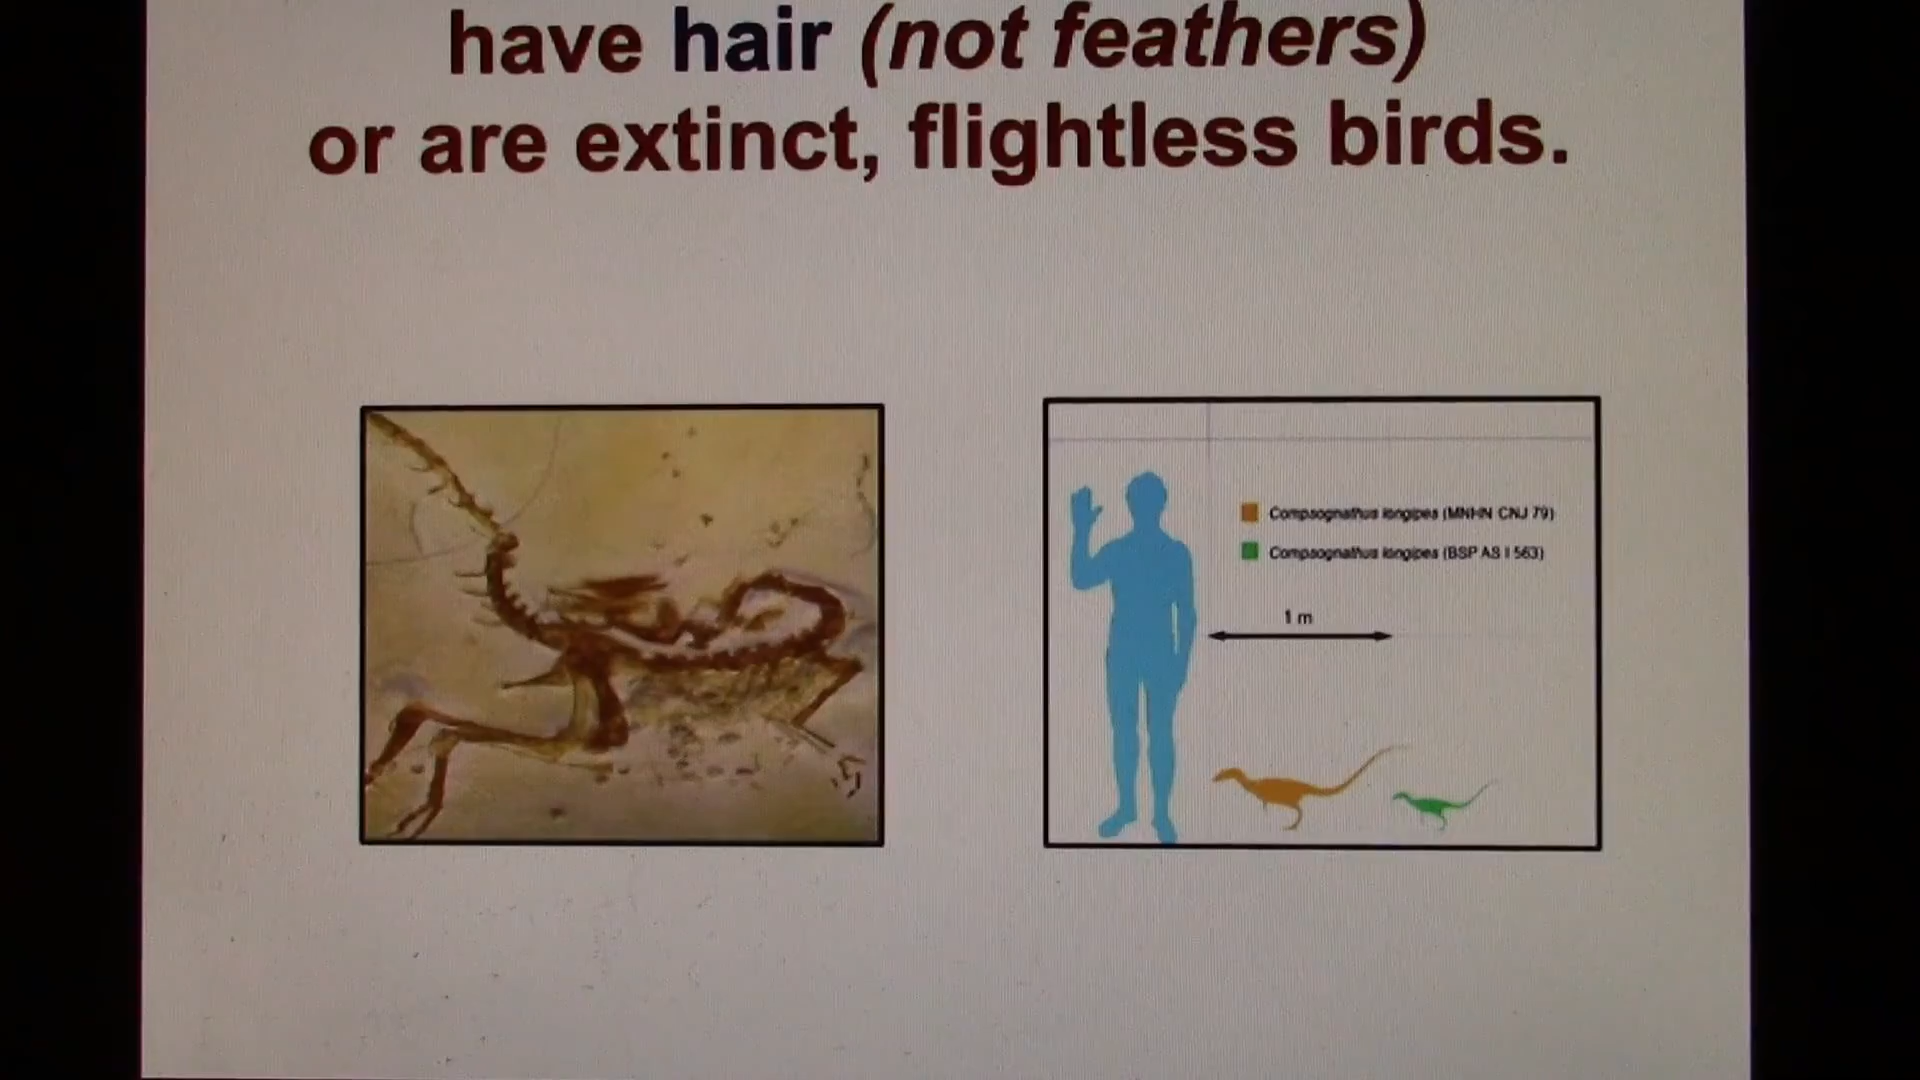 have hair (not feathers)
or are extinct, flightless birds.
Compsognathus longipes (MNHN CNJ 79)
Compsognathus longipes (BSP AS I 563)
1 m